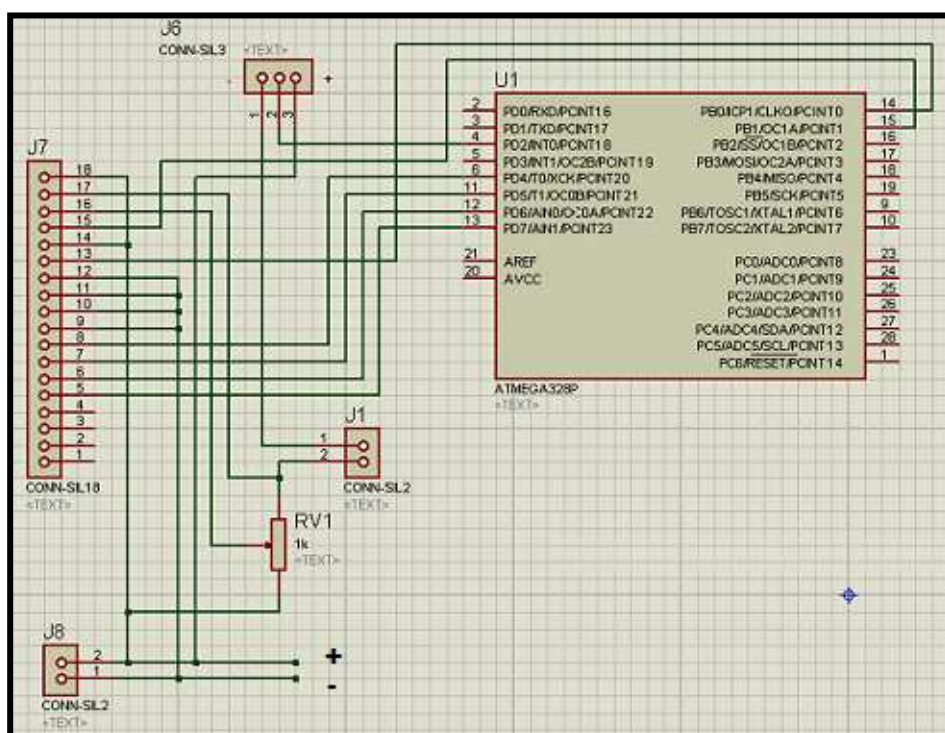 J6
CONN-SIL3
<TEXT>
- +
1 2 3
J7
18
17
16
15
14
13
12
11
10
9
8
7
6
5
4
3
2
1
CONN-SIL18
<TEXT>
U1
2 PD0/RXD/PCINT16
3 PD1/TXD/PCINT17
4 PD2/INT0/PCINT18
5 PD3/INT1/OC2B/PCINT19
6 PD4/T0/XCK/PCINT20
11 PD5/T1/OC0B/PCINT21
12 PD6/AIN0/OC0A/PCINT22
13 PD7/AIN1/PCINT23
21 AREF
20 AVCC
PB0/ICP1/CLKO/PCINT0 14
PB1/OC1A/PCINT1 15
PB2/SS/OC1B/PCINT2 16
PB3/MOSI/OC2A/PCINT3 17
PB4/MISO/PCINT4 18
PB5/SCK/PCINT5 19
PB6/TOSC1/XTAL1/PCINT6 9
PB7/TOSC2/XTAL2/PCINT7 10
PC0/ADC0/PCINT8 23
PC1/ADC1/PCINT9 24
PC2/ADC2/PCINT10 25
PC3/ADC3/PCINT11 26
PC4/ADC4/SDA/PCINT12 27
PC5/ADC5/SCL/PCINT13 28
PC6/RESET/PCINT14 1
ATMEGA328P
<TEXT>
J1
1
2
CONN-SIL2
<TEXT>
RV1
1k
<TEXT>
J8
2
1
CONN-SIL2
<TEXT>
+
-